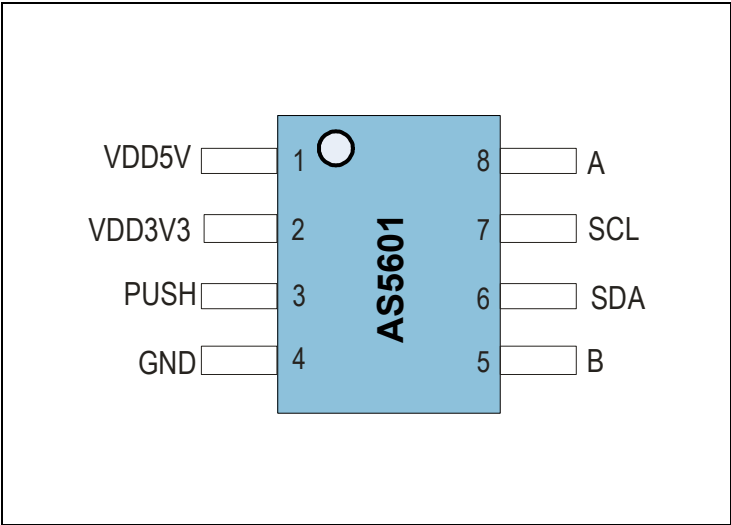 VDD5V 1 8 A
VDD3V3 2 7 SCL
PUSH 3 6 SDA
GND 4 5 B
AS5601